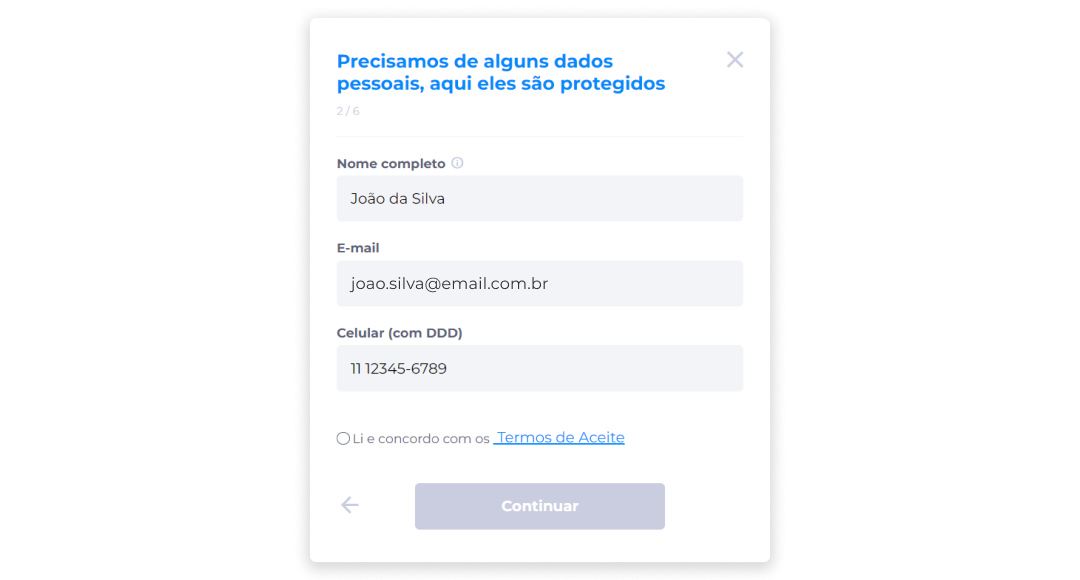 Precisamos de alguns dados
pessoais, aqui eles são protegidos
2 / 6
Nome completo
João da Silva
E-mail
joao.silva@email.com.br
Celular (com DDD)
11 12345-6789
Li e concordo com os Termos de Aceite
Continuar